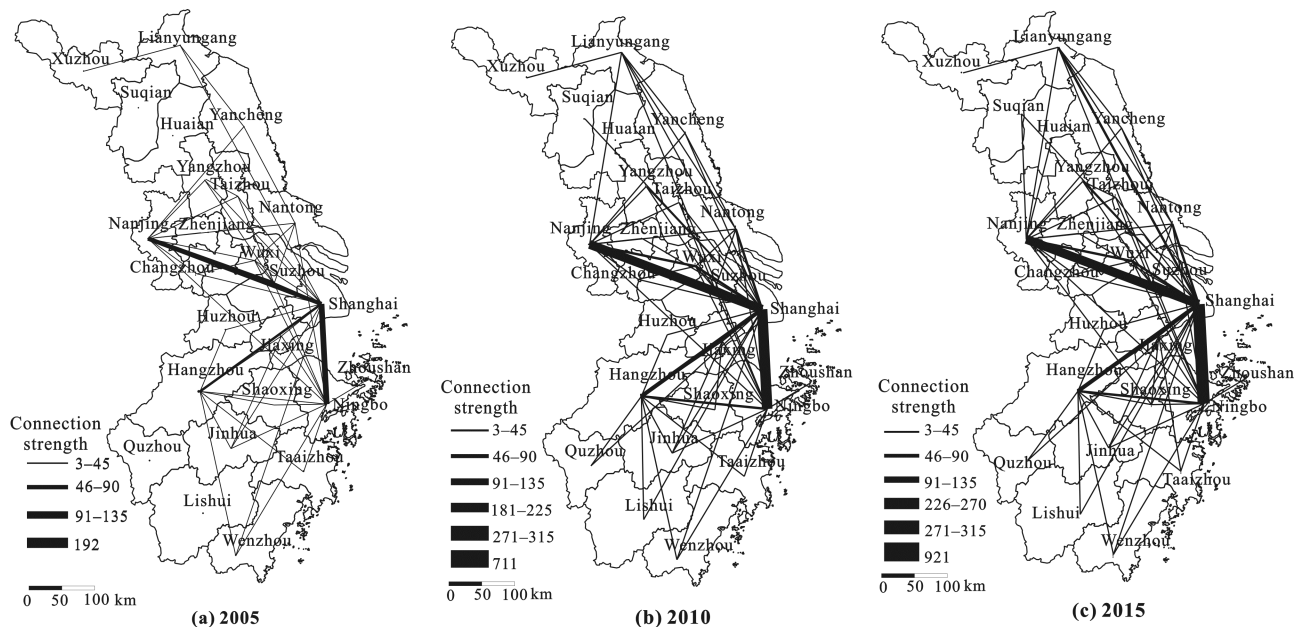 Lianyungang
Xuzhou
Suqian
Yancheng
Huaian
Yangzhou
Taizhou
Nantong
Nanjing
Zhenjiang
Wuxi
Changzhou
Suzhou
Shanghai
Huzhou
Jiaxing
Hangzhou
Zhoushan
Shaoxing
Ningbo
Jinhua
Quzhou
Taaizhou
Lishui
Wenzhou
Connection
strength
3–45
46–90
91–135
192
0 50 100 km
(a) 2005
Lianyungang
Xuzhou
Suqian
Yancheng
Huaian
Yangzhou
Taizhou
Nantong
Nanjing
Zhenjiang
Wuxi
Changzhou
Suzhou
Shanghai
Huzhou
Jiaxing
Hangzhou
Zhoushan
Shaoxing
Ningbo
Jinhua
Quzhou
Taaizhou
Lishui
Wenzhou
Connection
strength
3–45
46–90
91–135
181–225
271–315
711
0 50 100 km
(b) 2010
Lianyungang
Xuzhou
Suqian
Yancheng
Huaian
Yangzhou
Taizhou
Nantong
Nanjing
Zhenjiang
Wuxi
Changzhou
Suzhou
Shanghai
Huzhou
Jiaxing
Hangzhou
Zhoushan
Shaoxing
Ningbo
Jinhua
Quzhou
Taaizhou
Lishui
Wenzhou
Connection
strength
3–45
46–90
91–135
226–270
271–315
921
0 50 100 km
(c) 2015